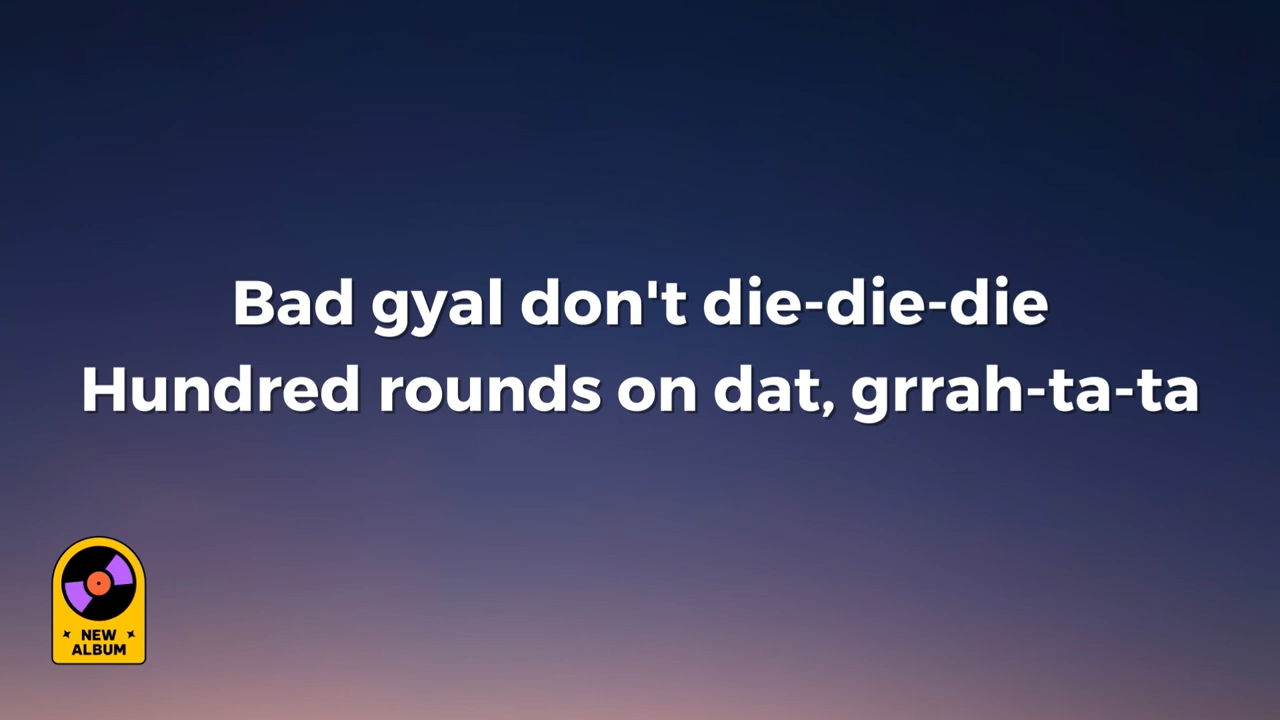 Bad gyal don't die-die-die
Hundred rounds on dat, grrah-ta-ta
NEW
ALBUM